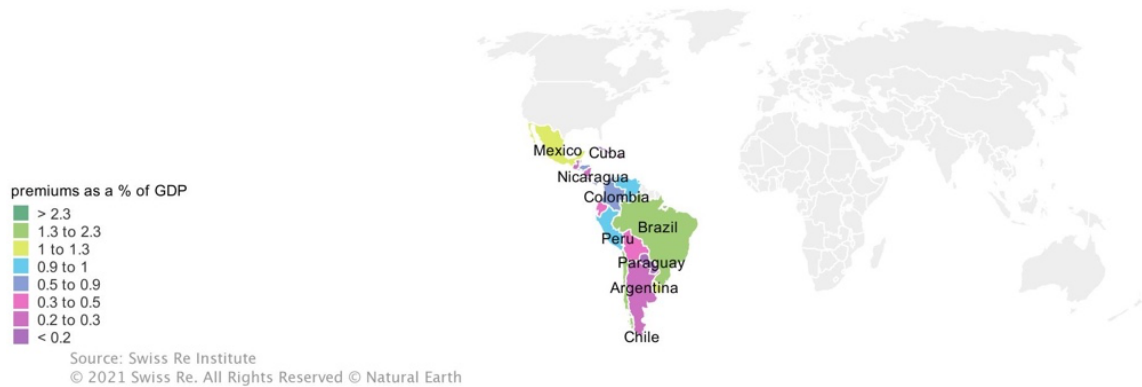 Mexico
Cuba
Nicaragua
Colombia
Brazil
Peru
Paraguay
Argentina
Chile
premiums as a % of GDP
> 2.3
1.3 to 2.3
1 to 1.3
0.9 to 1
0.5 to 0.9
0.3 to 0.5
0.2 to 0.3
< 0.2
Source: Swiss Re Institute
© 2021 Swiss Re. All Rights Reserved © Natural Earth